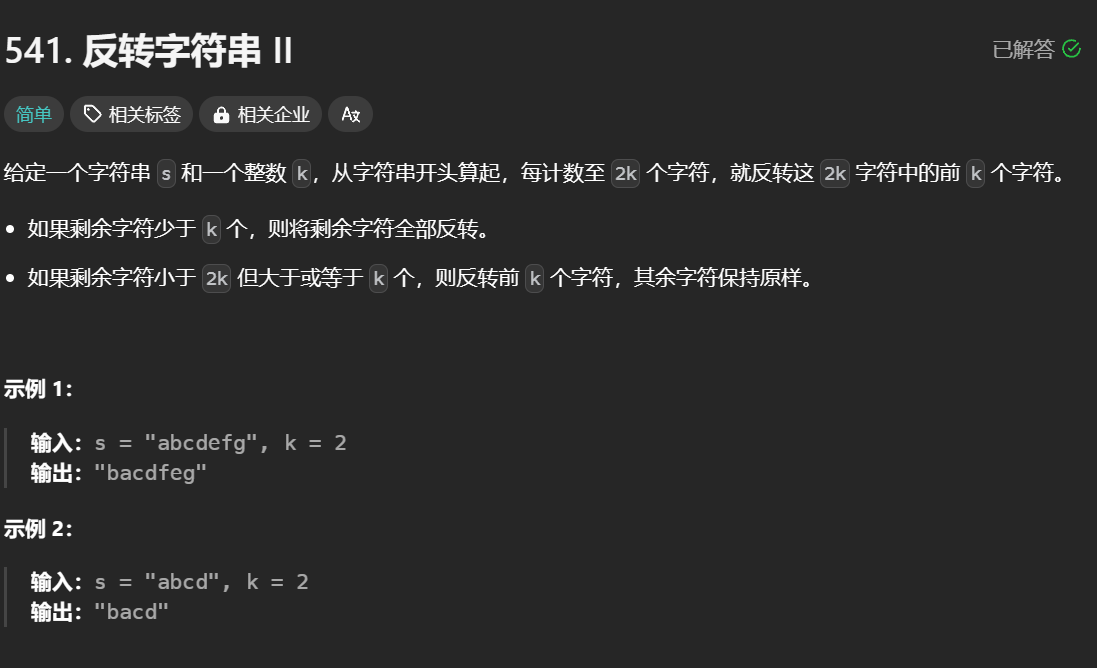 541. 反转字符串 II
已解答
简单
相关标签
相关企业
给定一个字符串 s 和一个整数 k，从字符串开头算起，每计数至 2k 个字符，就反转这 2k 字符中的前 k 个字符。
如果剩余字符少于 k 个，则将剩余字符全部反转。
如果剩余字符小于 2k 但大于或等于 k 个，则反转前 k 个字符，其余字符保持原样。
示例 1：
输入：s = "abcdefg", k = 2
输出："bacdfeg"
示例 2：
输入：s = "abcd", k = 2
输出："bacd"